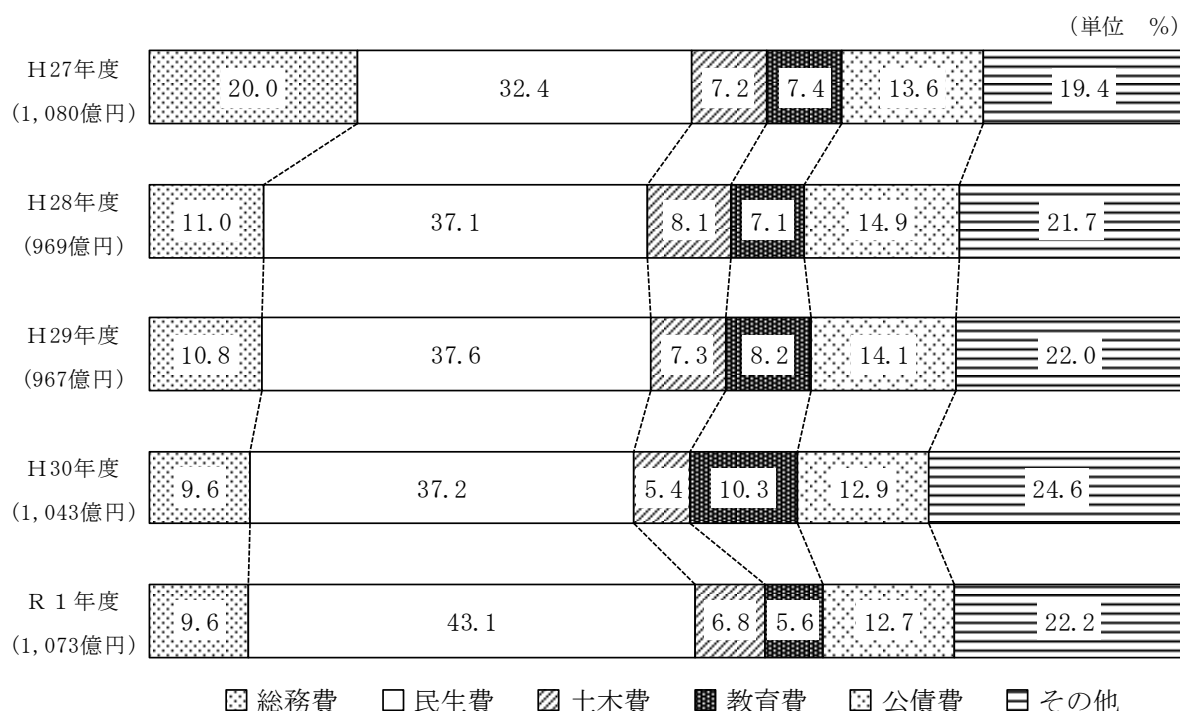 (単位　%)
H27年度
(1,080億円)
20.0 32.4 7.2 7.4 13.6 19.4
H28年度
(969億円)
11.0 37.1 8.1 7.1 14.9 21.7
H29年度
(967億円)
10.8 37.6 7.3 8.2 14.1 22.0
H30年度
(1,043億円)
9.6 37.2 5.4 10.3 12.9 24.6
R１年度
(1,073億円)
9.6 43.1 6.8 5.6 12.7 22.2
総務費 民生費 土木費 教育費 公債費 その他